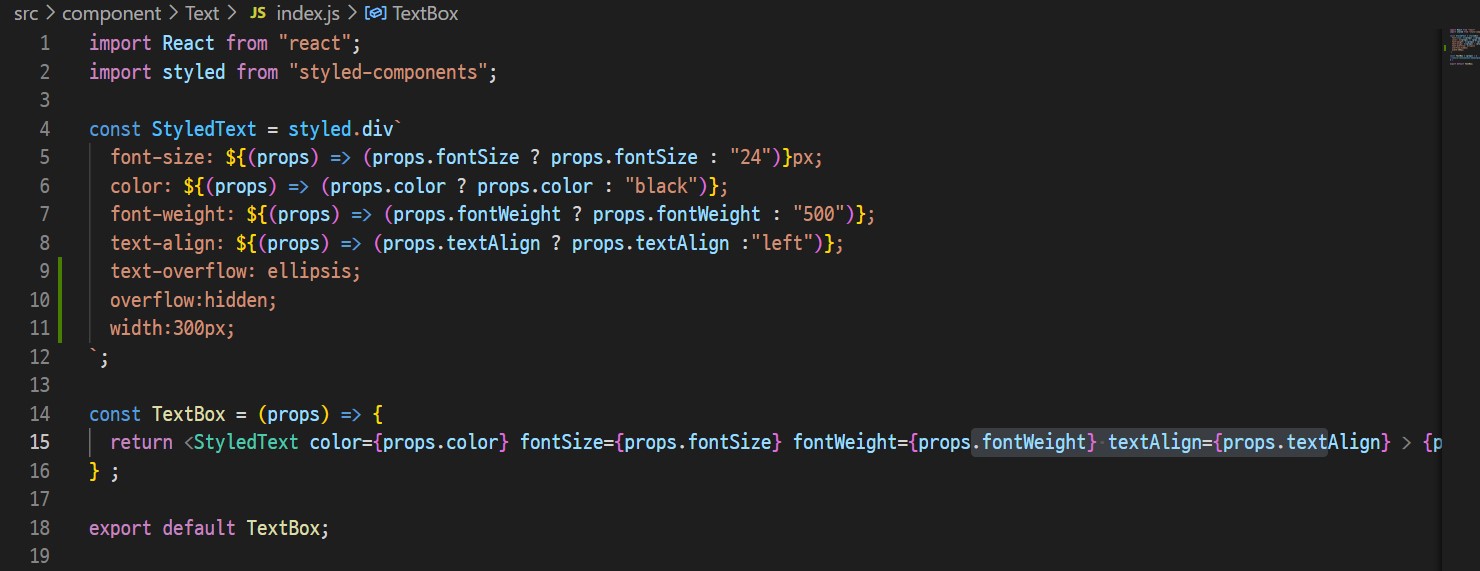 src > component > Text > JS index.js > TextBox
1 import React from "react";
2 import styled from "styled-components";
3
4 const StyledText = styled.div`
5   font-size: ${(props) => (props.fontSize ? props.fontSize : "24")}px;
6   color: ${(props) => (props.color ? props.color : "black")};
7   font-weight: ${(props) => (props.fontWeight ? props.fontWeight : "500")};
8   text-align: ${(props) => (props.textAlign ? props.textAlign :"left")};
9   text-overflow: ellipsis;
10   overflow:hidden;
11   width:300px;
12 `;
13
14 const TextBox = (props) => {
15   return <StyledText color={props.color} fontSize={props.fontSize} fontWeight={props.fontWeight} textAlign={props.textAlign} > {p
16 } ;
17
18 export default TextBox;
19